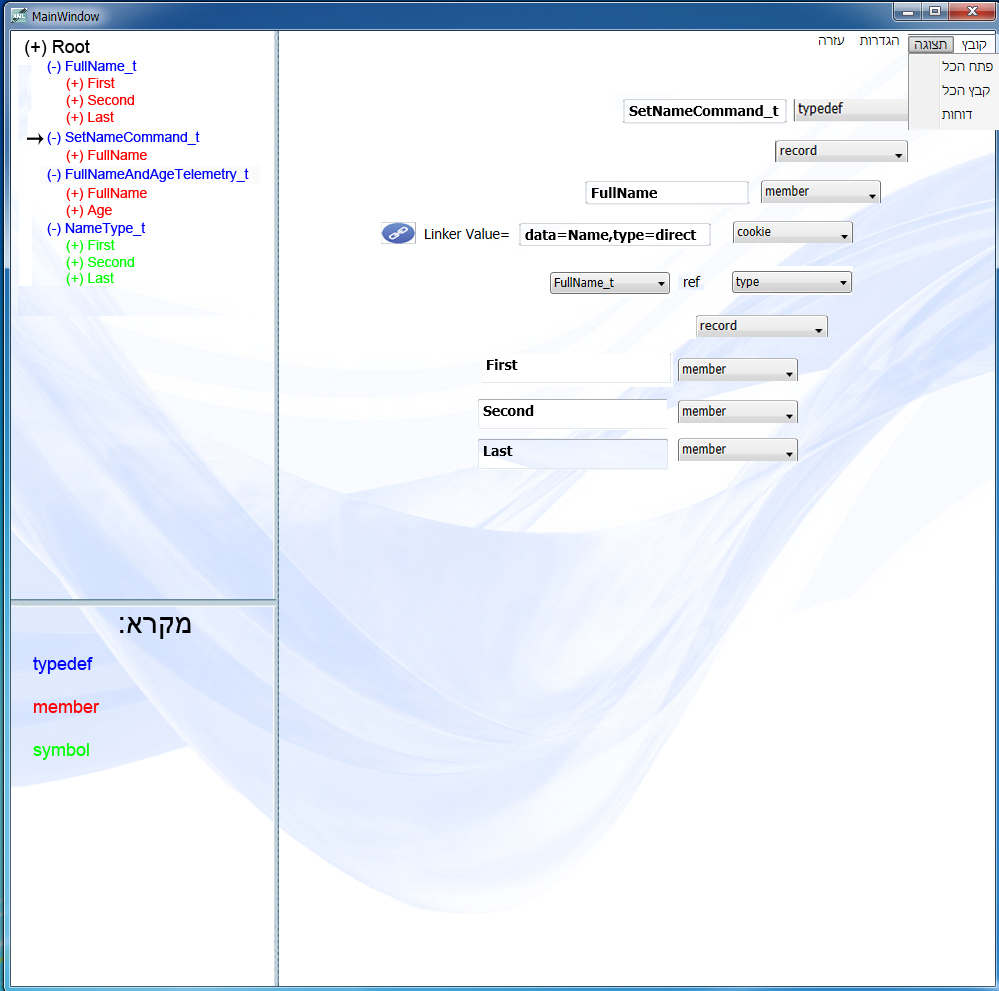 MainWindow
קובץ תצוגה הגדרות עזרה
פתח הכל
קבץ הכל
דוחות
(+) Root
(-) FullName_t
(+) First
(+) Second
(+) Last
→ (-) SetNameCommand_t
(+) FullName
(-) FullNameAndAgeTelemetry_t
(+) FullName
(+) Age
(-) NameType_t
(+) First
(+) Second
(+) Last
מקרא:
typedef
member
symbol
SetNameCommand_t typedef
record
FullName member
Linker Value= data=Name,type=direct cookie
FullName_t ref type
record
First member
Second member
Last member